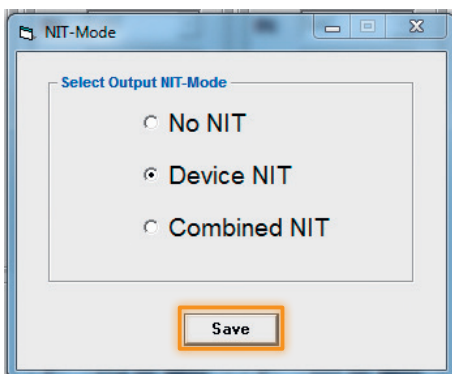 NIT-Mode
Select Output NIT-Mode
No NIT
Device NIT
Combined NIT
Save